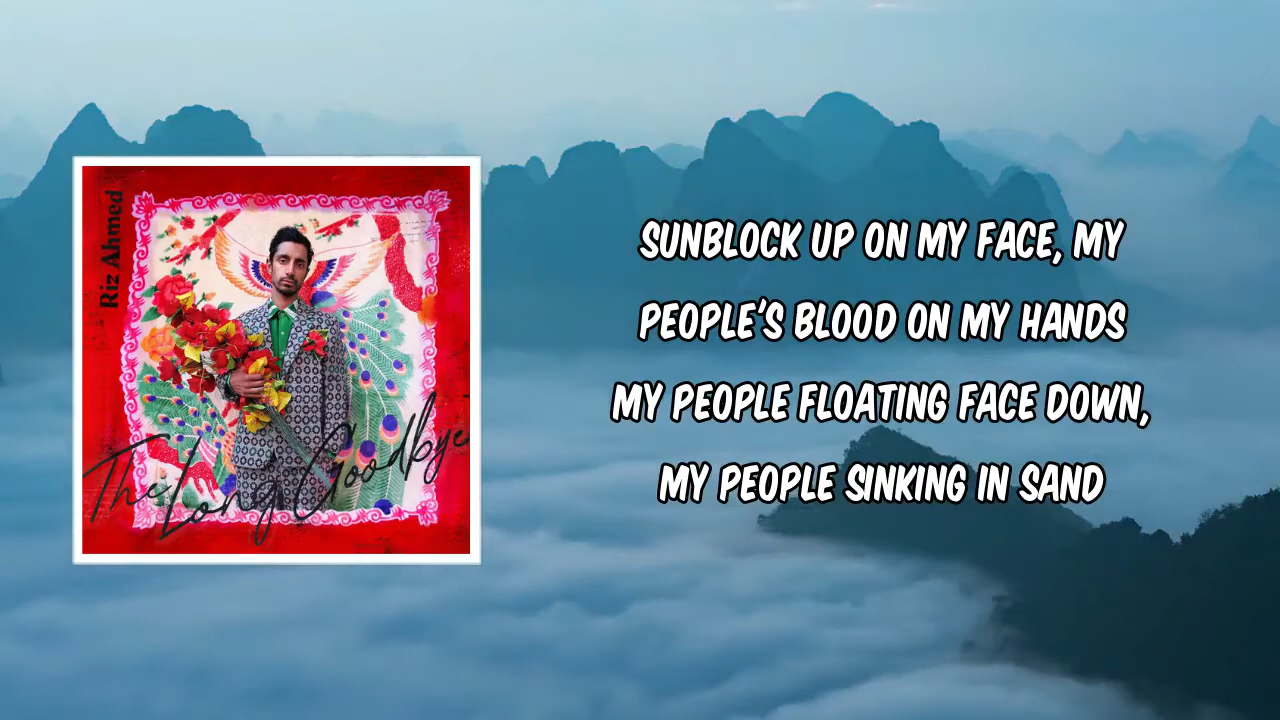 Riz Ahmed
The Long Goodbye
SUNBLOCK UP ON MY FACE, MY
PEOPLE'S BLOOD ON MY HANDS
MY PEOPLE FLOATING FACE DOWN,
MY PEOPLE SINKING IN SAND